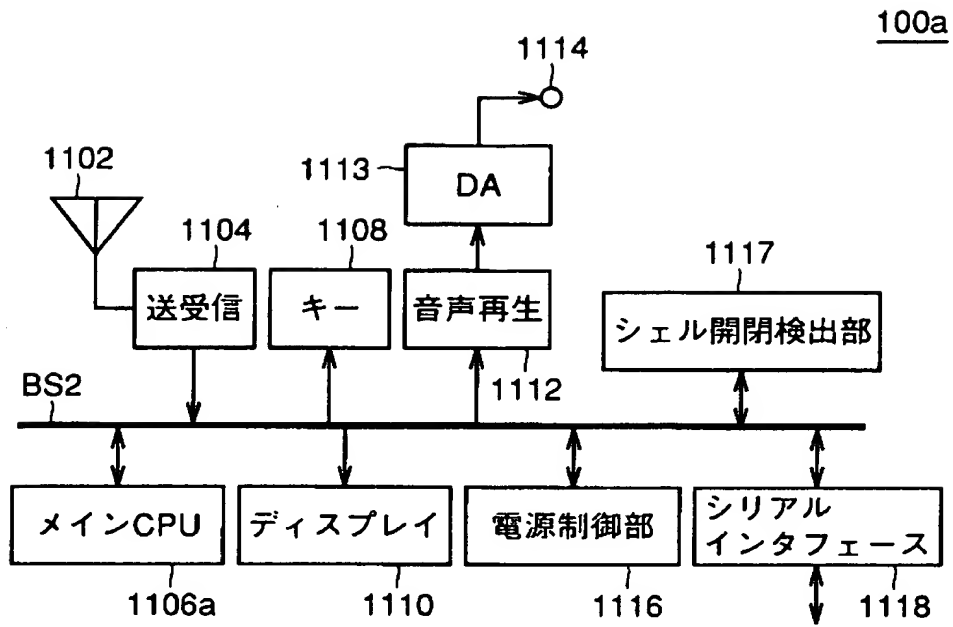 100a
1114
1102
1113
DA
1104
1108
1117
送受信
キー
音声再生
シェル開閉検出部
BS2
1112
メインCPU
ディスプレイ
電源制御部
シリアル
インタフェース
1106a
1110
1116
1118